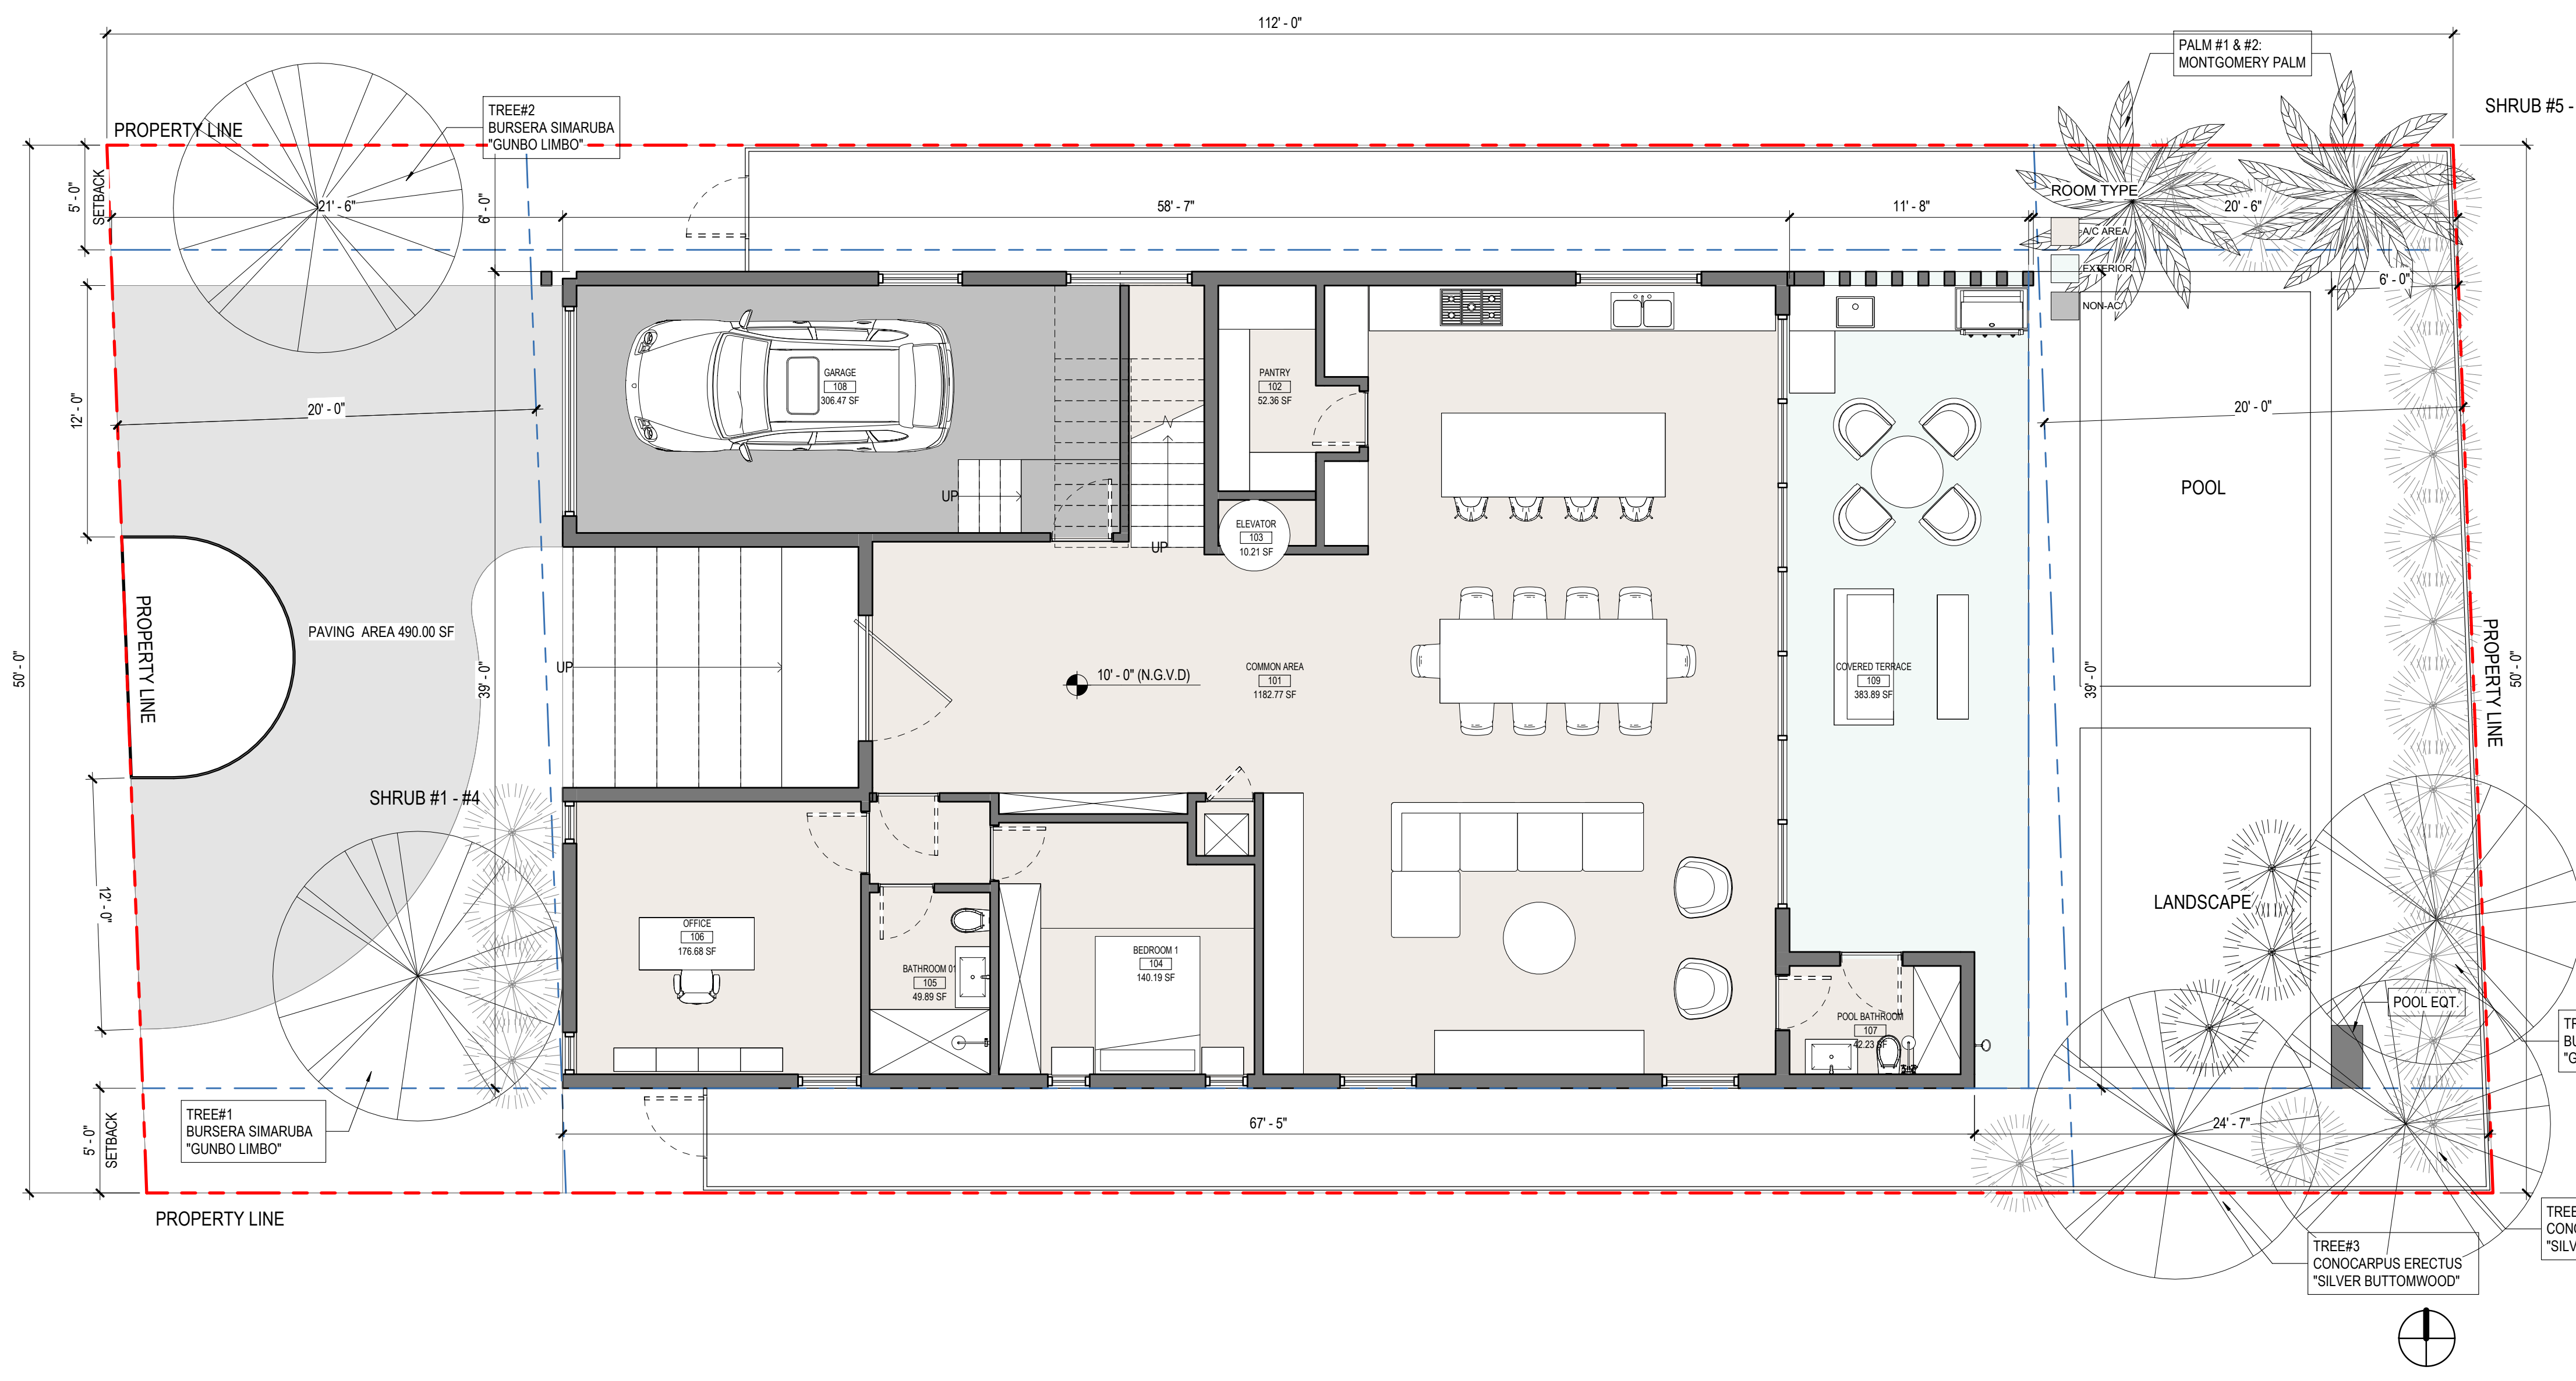 112' - 0"
PALM #1 & #2:
MONTGOMERY PALM
SHRUB #5 -
TREE#2
BURSERA SIMARUBA
"GUNBO LIMBO"
PROPERTY LINE
5' - 0"
SETBACK
21' - 6"
6' - 0"
58' - 7"
11' - 8"
20' - 6"
ROOM TYPE
A/C AREA
EXTERIOR
NON-AC
6' - 0"
12' - 0"
20' - 0"
GARAGE
108
306.47 SF
UP
PANTRY
102
52.36 SF
ELEVATOR
103
10.21 SF
UP
20' - 0"
POOL
50' - 0"
PROPERTY LINE
PAVING AREA 490.00 SF
UP
39' - 0"
10' - 0" (N.G.V.D)
COMMON AREA
101
1182.77 SF
COVERED TERRACE
109
383.89 SF
39' - 0"
PROPERTY LINE
50' - 0"
SHRUB #1 - #4
12' - 0"
OFFICE
106
176.68 SF
BATHROOM 01
105
49.89 SF
BEDROOM 1
104
140.19 SF
LANDSCAPE
POOL EQT.
POOL BATHROOM
107
42.23 SF
5' - 0"
SETBACK
TREE#1
BURSERA SIMARUBA
"GUNBO LIMBO"
67' - 5"
24' - 7"
PROPERTY LINE
TREE#3
CONOCARPUS ERECTUS
"SILVER BUTTOMWOOD"